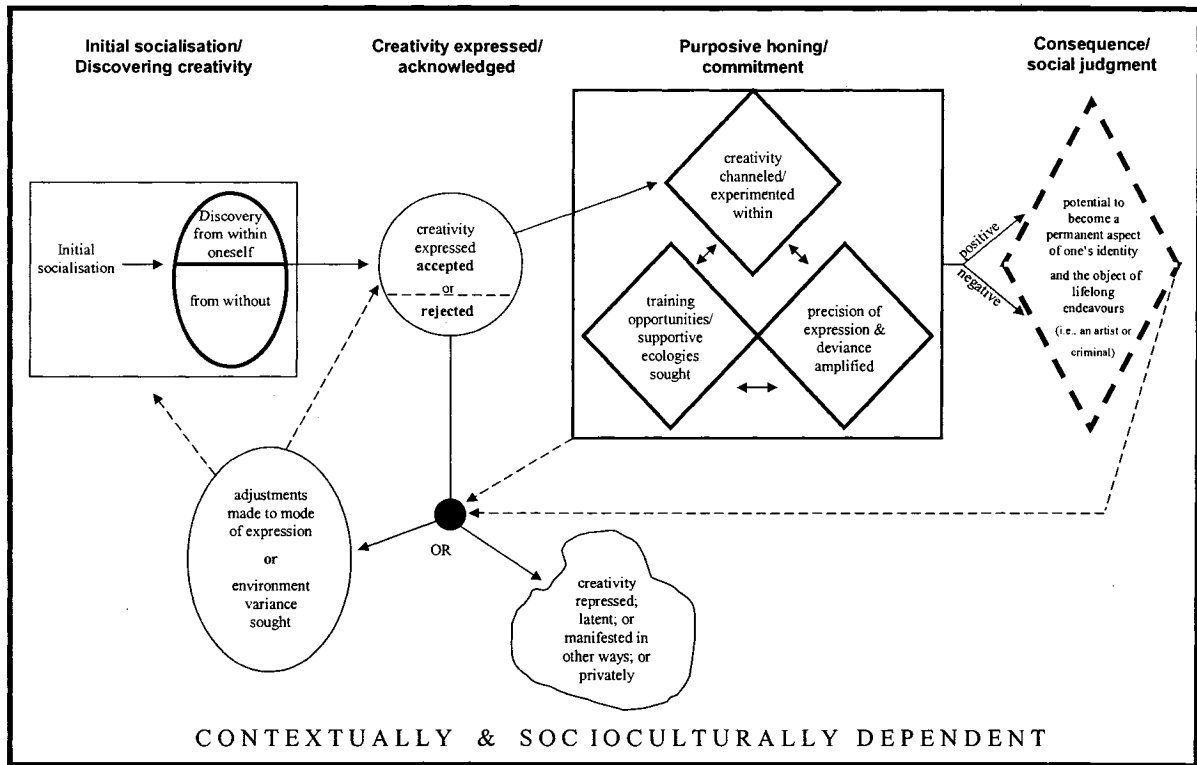 Initial socialisation/
Discovering creativity
Creativity expressed/
acknowledged
Purposive honing/
commitment
Consequence/
social judgment
Initial
socialisation
Discovery
from within
oneself
from without
creativity
expressed
accepted
or
rejected
creativity
channeled/
experimented
within
training
opportunities/
supportive
ecologies
sought
precision of
expression &
deviance
amplified
positive
negative
potential to
become a
permanent aspect
of one's identity
and the object of
lifelong
endeavours
(i.e., an artist or
criminal)
adjustments
made to mode
of expression
or
environment
variance
sought
OR
creativity
repressed;
latent; or
manifested in
other ways; or
privately
CONTEXTUALLY & SOCIOCULTURALLY DEPENDENT